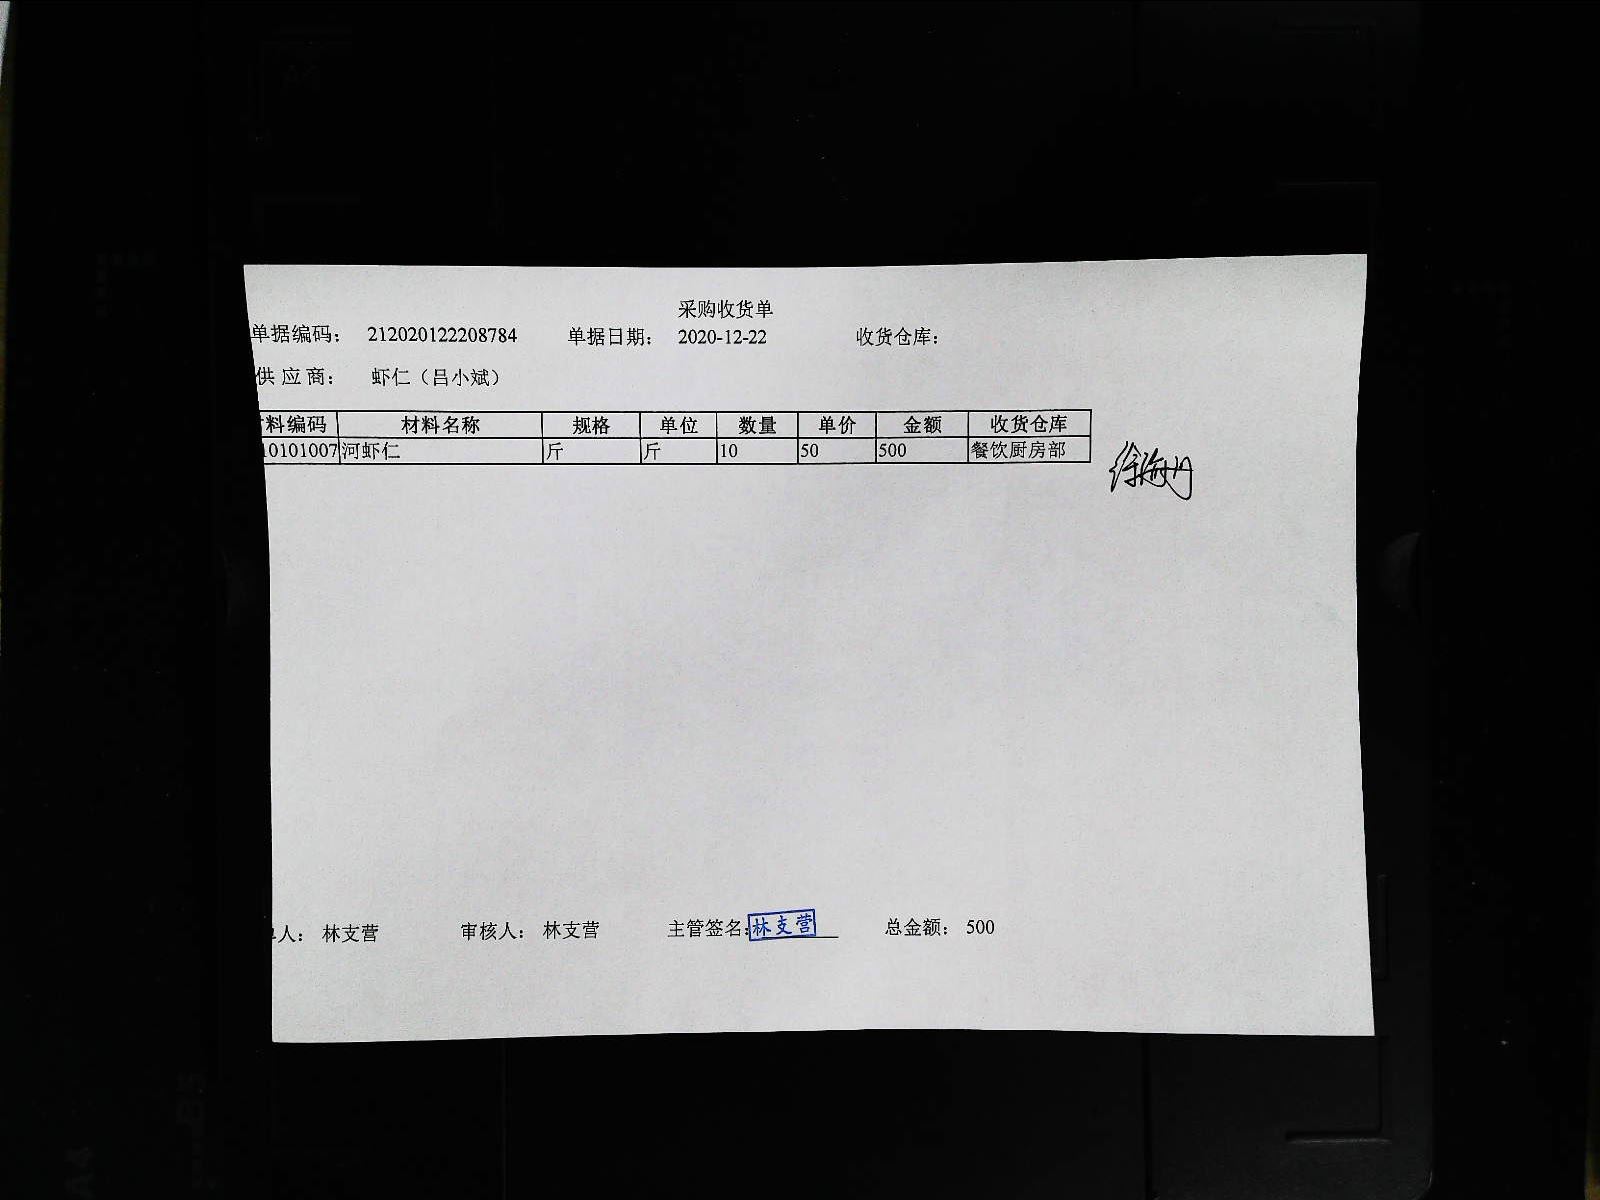 采购收货单
单据编码： 212020122208784 单据日期： 2020-12-22 收货仓库：
供 应 商： 虾仁（吕小斌）
料编码 材料名称 规格 单位 数量 单价 金额 收货仓库
10101007 河虾仁 斤 斤 10 50 500 餐饮厨房部
人： 林支营 审核人： 林支营 主管签名： 林支营 总金额： 500